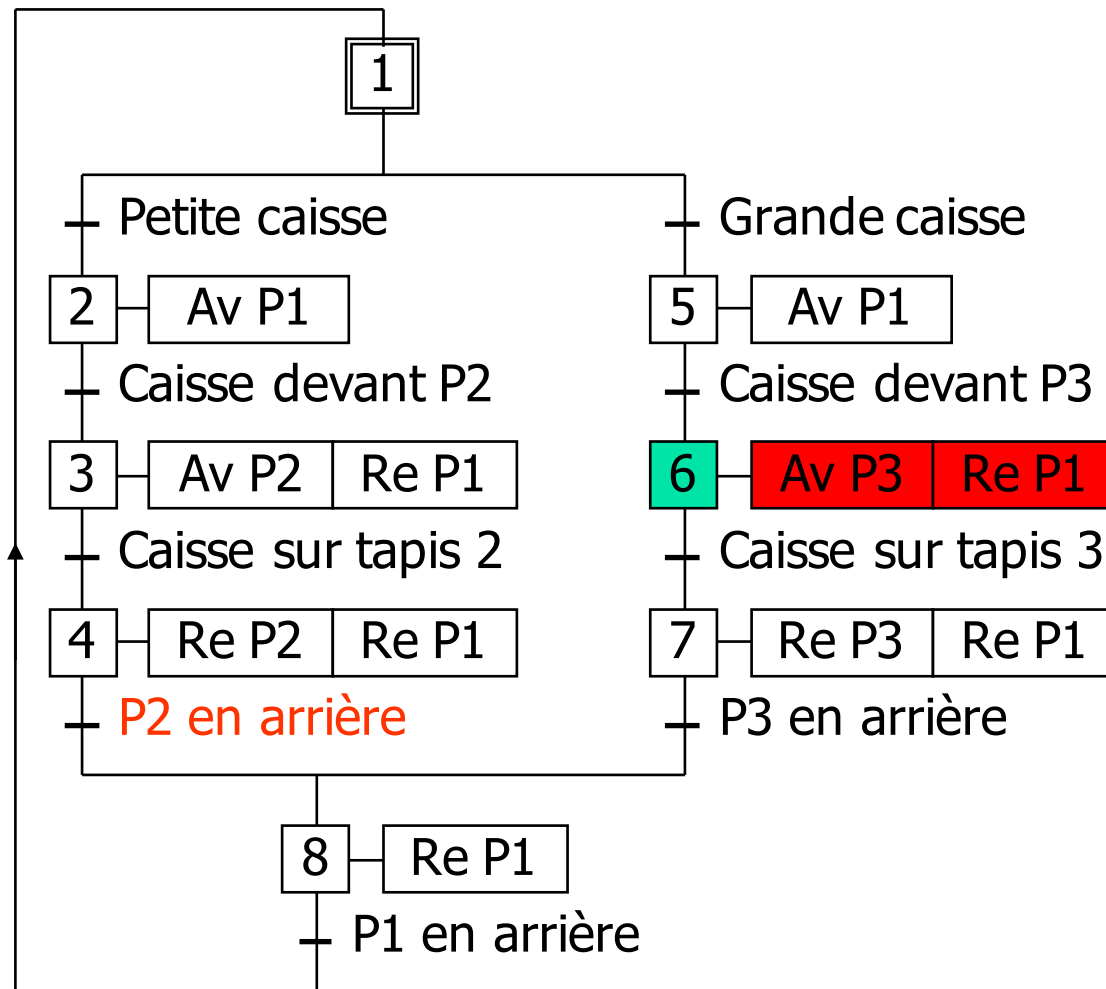 1
Petite caisse Grande caisse
2 Av P1 5 Av P1
Caisse devant P2 Caisse devant P3
3 Av P2 Re P1 6 Av P3 Re P1
Caisse sur tapis 2 Caisse sur tapis 3
4 Re P2 Re P1 7 Re P3 Re P1
P2 en arrière P3 en arrière
8 Re P1
P1 en arrière